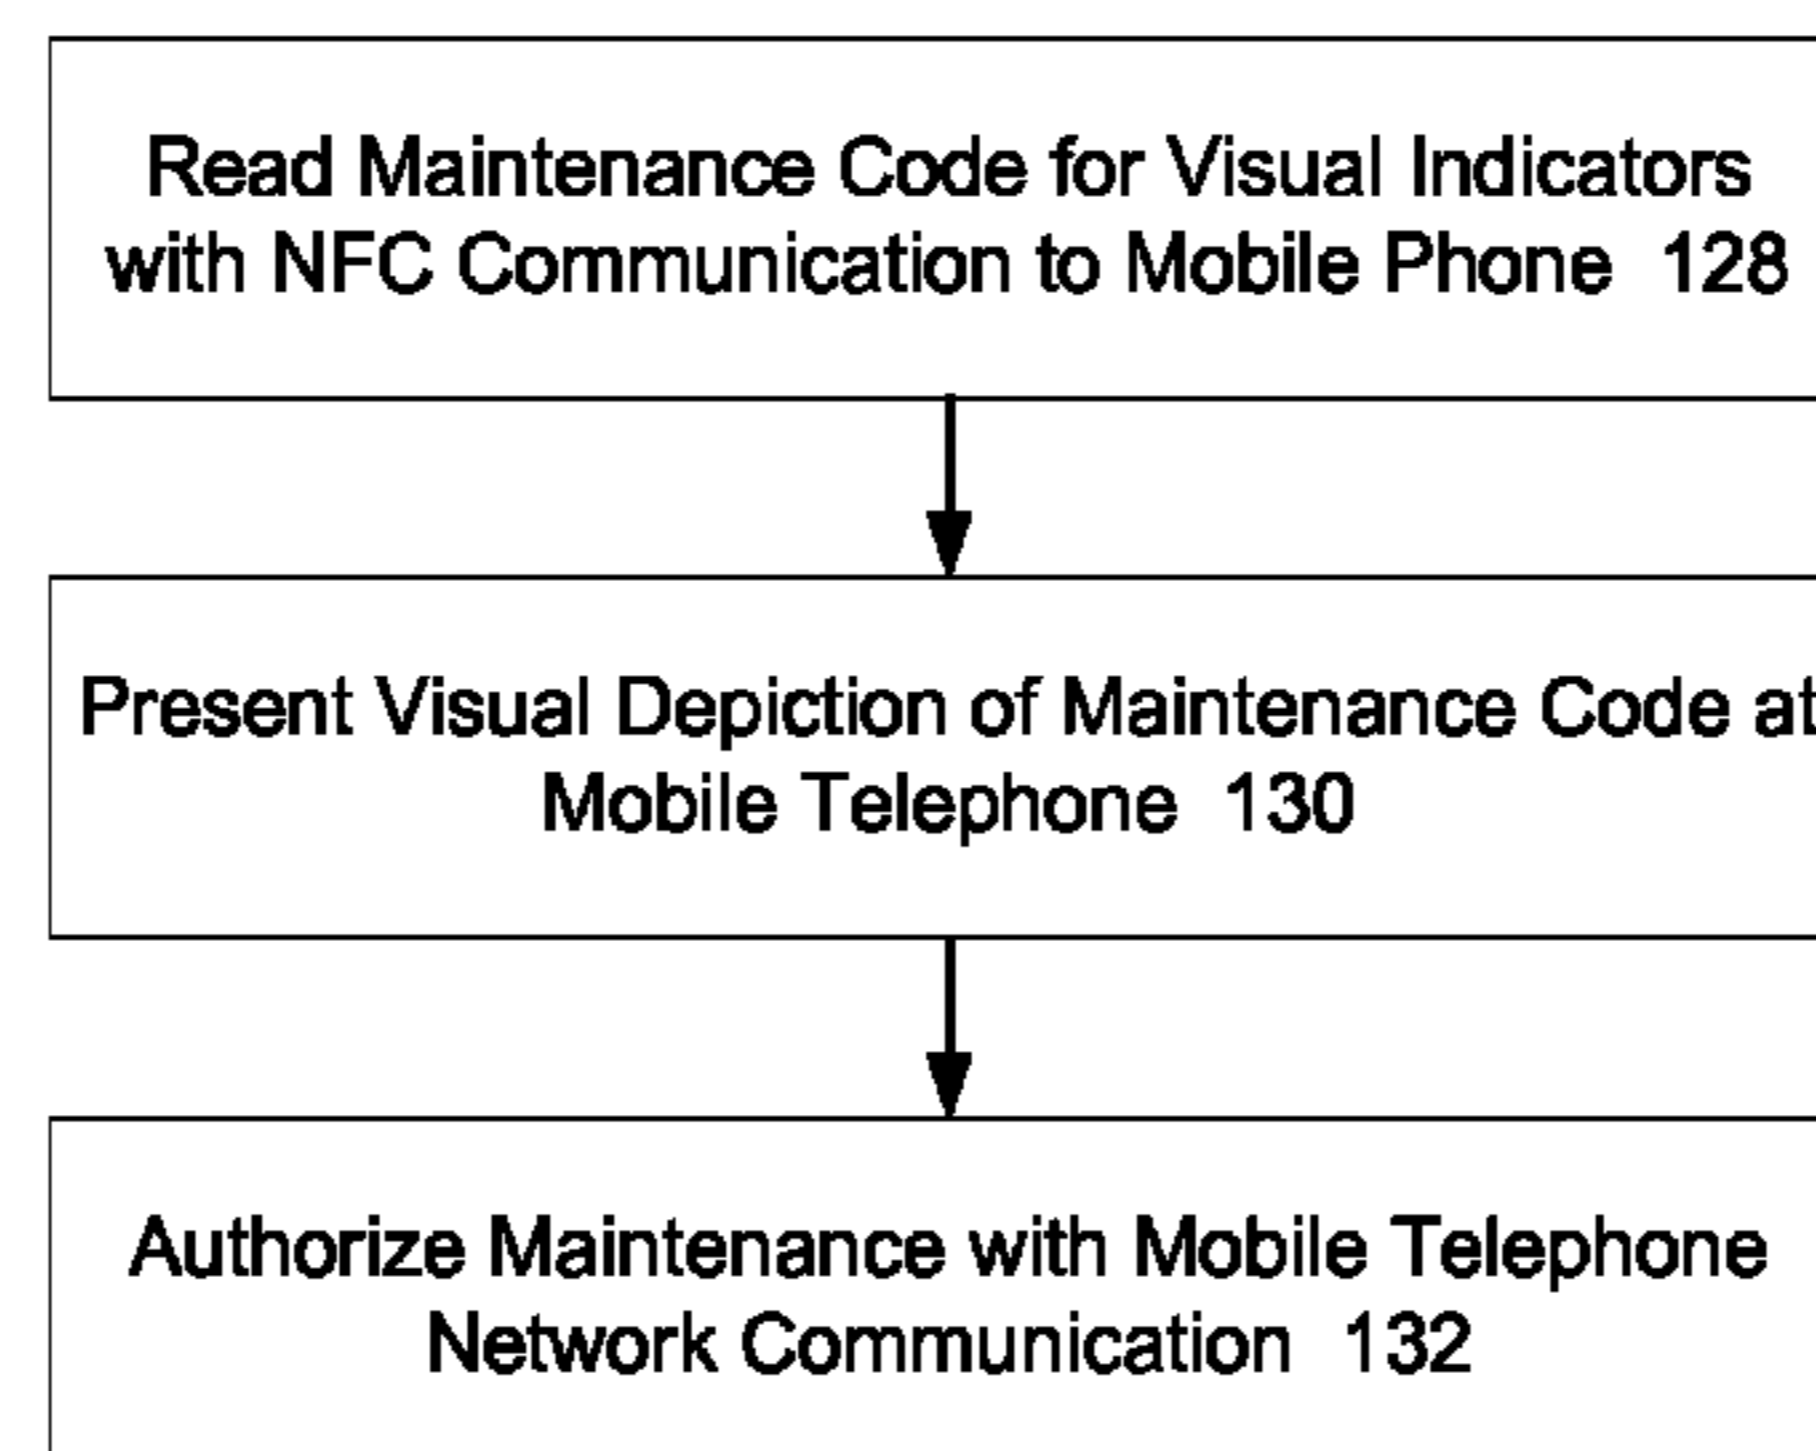 Read Maintenance Code for Visual Indicators
with NFC Communication to Mobile Phone 128
Present Visual Depiction of Maintenance Code at
Mobile Telephone 130
Authorize Maintenance with Mobile Telephone
Network Communication 132